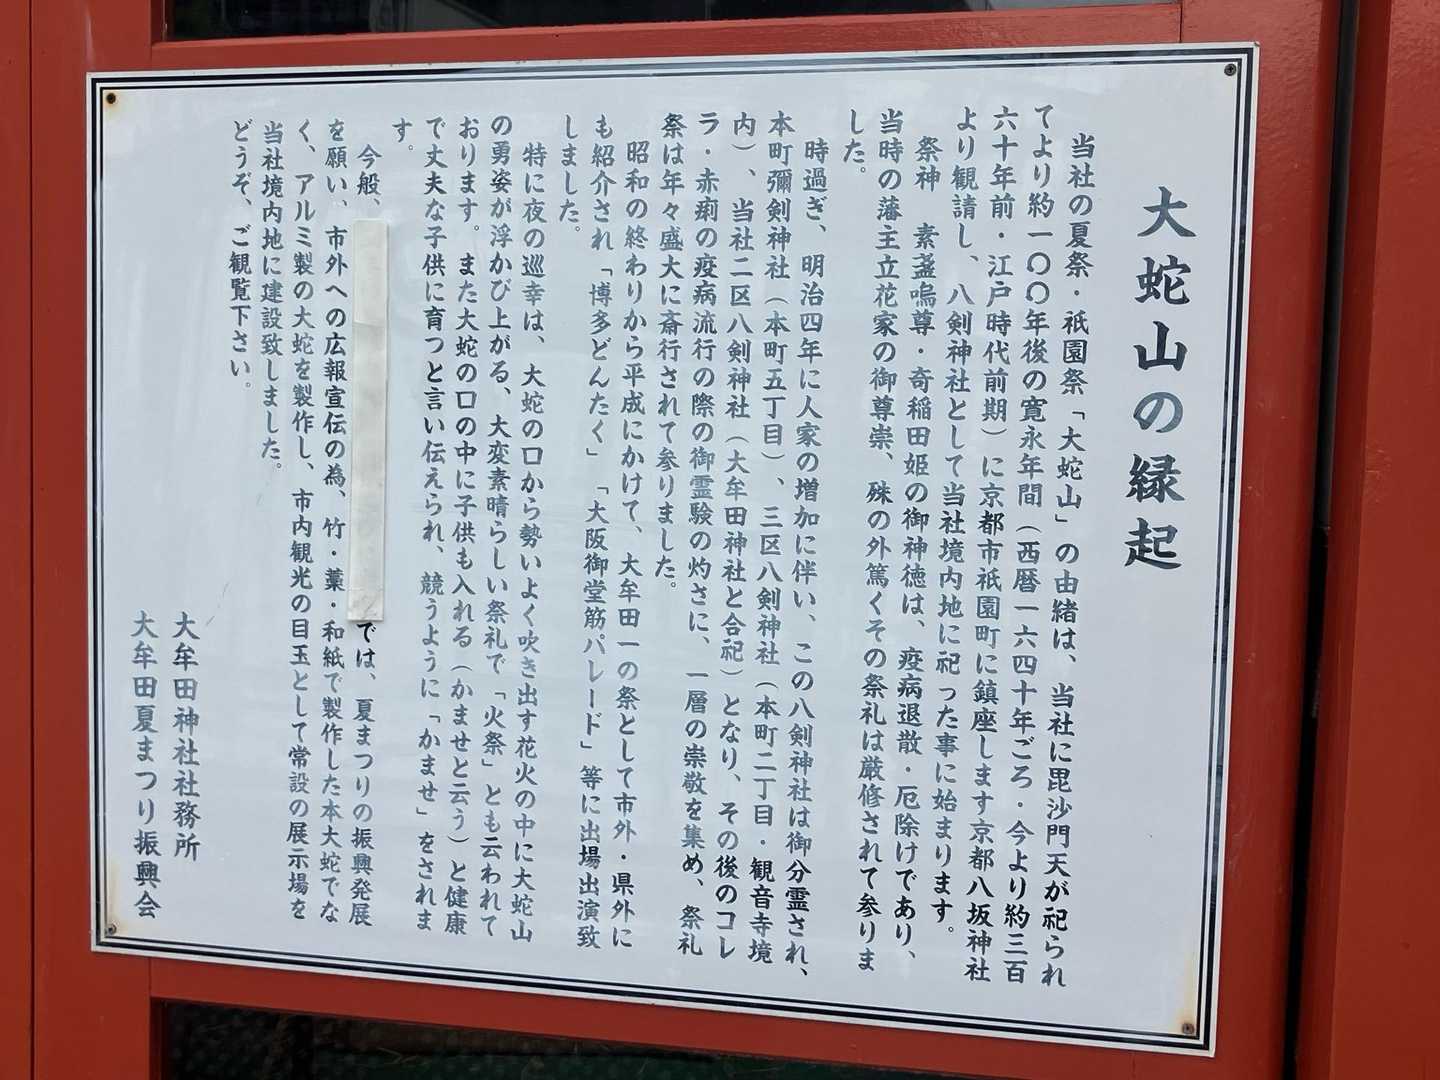 大蛇山の縁起
当社の夏祭・祇園祭「大蛇山」の由緒は、当社に毘沙門天が祀られ
てより約一〇〇年後の寛永年間（西暦一六四十年ごろ・今より約三百
六十年前・江戸時代前期）に京都市祇園町に鎮座します京都八坂神社
より観請し、八剣神社として当社境内地に祀った事に始まります。
祭神　素盞嗚尊・奇稲田姫の御神徳は、疫病退散・厄除けであり、
当時の藩主立花家の御尊崇、殊の外篤くその祭礼は厳修されて参りま
した。
時過ぎ、明治四年に人家の増加に伴い、この八剣神社は御分霊され、
本町彌剣神社（本町五丁目）、三区八剣神社（本町二丁目・観音寺境
内）、当社二区八剣神社（大牟田神社と合祀）となり、その後のコレ
ラ・赤痢の疫病流行の際の御霊験の灼さに、一層の崇敬を集め、祭礼
祭は年々盛大に斎行されて参りました。
昭和の終わりから平成にかけて、大牟田一の祭として市外・県外に
も紹介され「博多どんたく」「大阪御堂筋パレード」等に出場出演致
しました。
特に夜の巡幸は、大蛇の口から勢いよく吹き出す花火の中に大蛇山
の勇姿が浮かび上がる、大変素晴らしい祭礼で「火祭」とも云われて
おります。また大蛇の口の中に子供も入れる（かませと云う）と健康
で丈夫な子供に育つと言い伝えられ、競うように「かませ」をされま
す。
今般、では、夏まつりの振興発展
を願い、市外への広報宣伝の為、竹・藁・和紙で製作した本大蛇でな
く、アルミ製の大蛇を製作し、市内観光の目玉として常設の展示場を
当社境内地に建設致しました。
どうぞ、ご観覧下さい。
大牟田神社社務所
大牟田夏まつり振興会